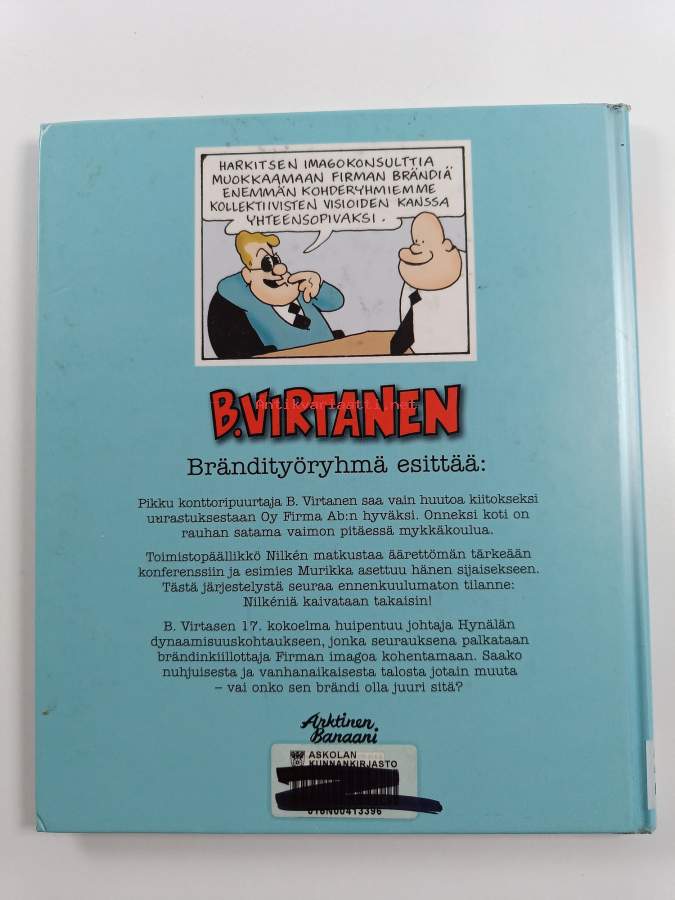 HARKITSEN IMAGOKONSULTTIA
MUOKKAAMAAN FIRMAN BRÄNDIÄ
ENEMMÄN KOHDERYHMIEMME
KOLLEKTIIVISTEN VISIOIDEN KANSSA
YHTEENSOPIVAKSI.
B.VIRTANEN
Antikvariaatti.net
Brändityöryhmä esittää:
Pikku konttoripuurtaja B. Virtanen saa vain huutoa kiitokseksi
uurastuksestaan Oy Firma Ab:n hyväksi. Onneksi koti on
rauhan satama vaimon pitäessä mykkäkoulua.
Toimistopäällikkö Nilkén matkustaa äärettömän tärkeään
konferenssiin ja esimies Murikka asettuu hänen sijaisekseen.
Tästä järjestelystä seuraa ennenkuulumaton tilanne:
Nilkéniä kaivataan takaisin!
B. Virtasen 17. kokoelma huipentuu johtaja Hynälän
dynaamisuuskohtaukseen, jonka seurauksena palkataan
brändinkiillottaja Firman imagoa kohentamaan. Saako
nuhjuisesta ja vanhanaikaisesta talosta jotain muuta
– vai onko sen brändi olla juuri sitä?
Arktinen
Banaani
ASKOLAN
KUNNANKIRJASTO
016N00413396